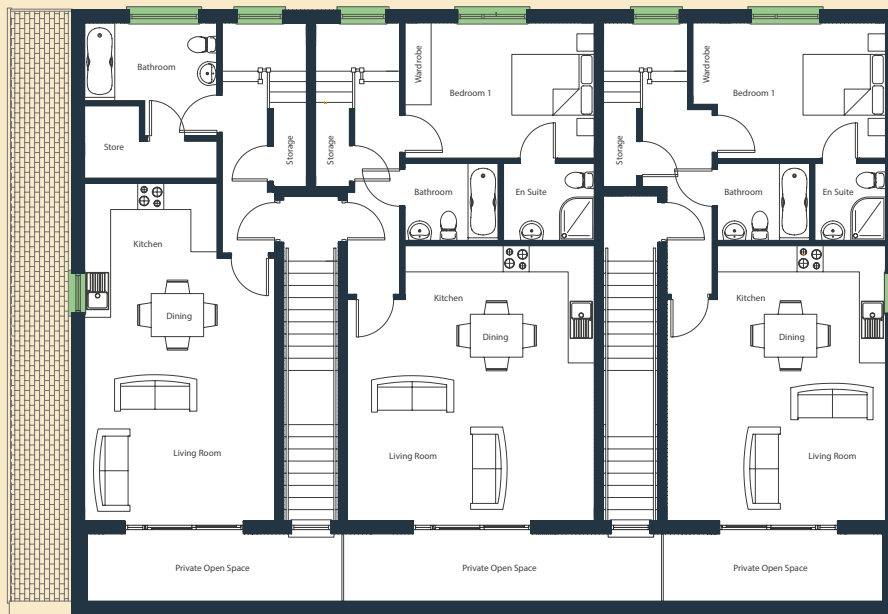 Bathroom
Wardrobe
Bedroom 1
Wardrobe
Bedroom 1
Store
Storage
Storage
Storage
Bathroom
En Suite
Bathroom
En Suite
Kitchen
Kitchen
Kitchen
Dining
Dining
Dining
Living Room
Living Room
Living Room
Private Open Space
Private Open Space
Private Open Space